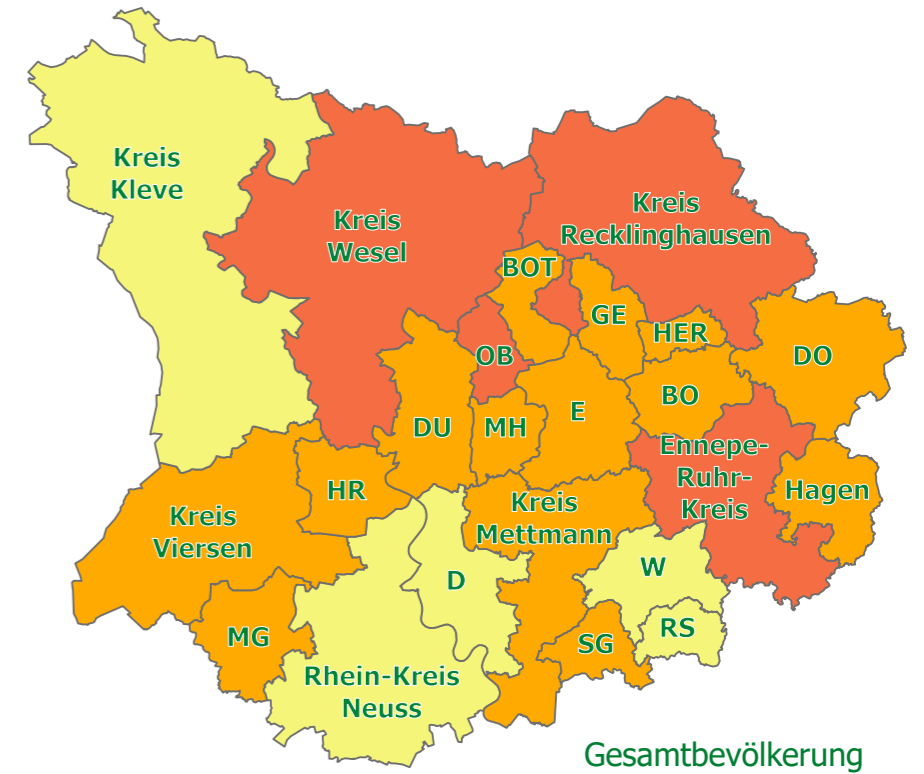 Kreis
Kleve
Kreis
Wesel
Kreis
Recklinghausen
BOT
GE
HER
OB
DO
BO
E
DU
MH
Ennepe-
Ruhr-
Kreis
HR
Hagen
Kreis
Viersen
Kreis
Mettmann
D
W
MG
SG
RS
Rhein-Kreis
Neuss
Gesamtbevölkerung